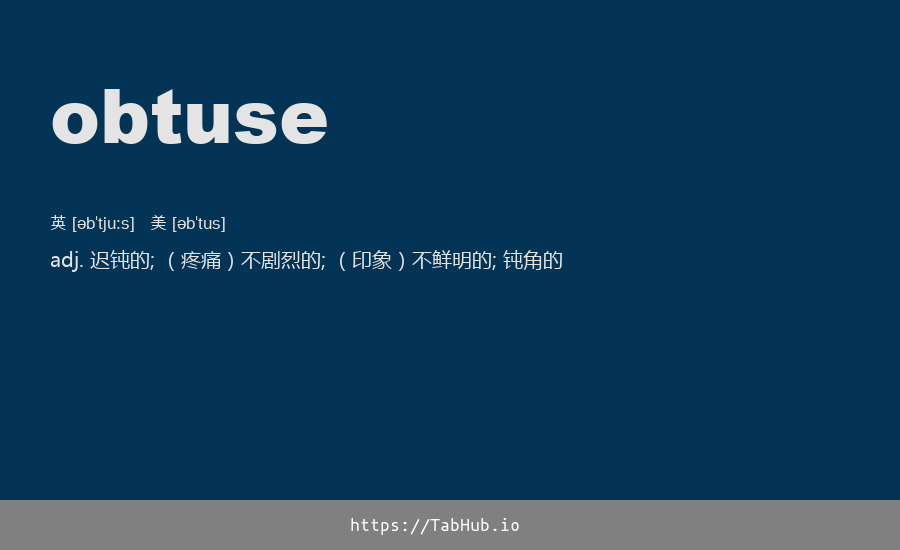 obtuse
英 [əb'tju:s] 美 [əb'tus]
adj. 迟钝的; （疼痛）不剧烈的; （印象）不鲜明的; 钝角的
https://TabHub.io